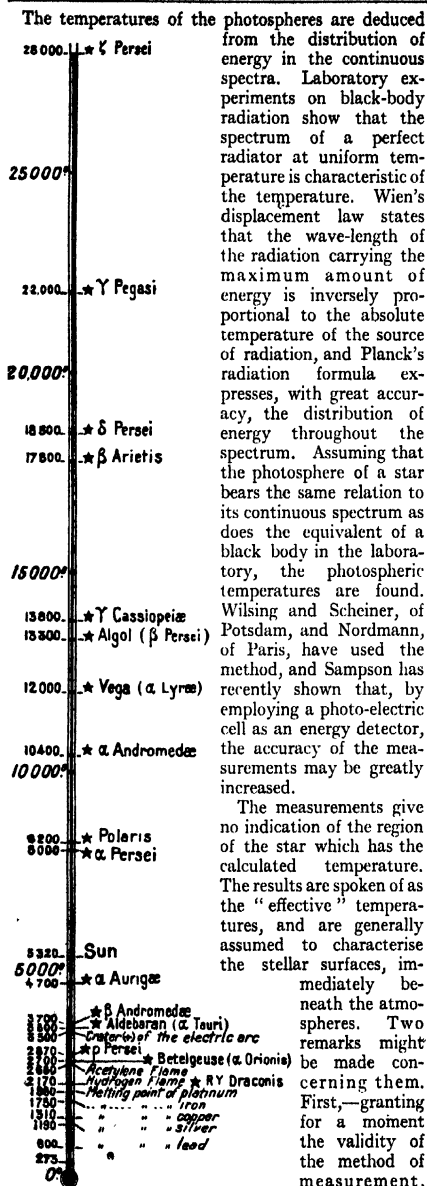 The temperatures of the photospheres are deduced
from the distribution of
energy in the continuous
spectra. Laboratory ex-
periments on black-body
radiation show that the
spectrum of a perfect
radiator at uniform tem-
perature is characteristic of
the temperature. Wien's
displacement law states
that the wave-length of
the radiation carrying the
maximum amount of
energy is inversely pro-
portional to the absolute
temperature of the source
of radiation, and Planck's
radiation formula ex-
presses, with great accur-
acy, the distribution of
energy throughout the
spectrum. Assuming that
the photosphere of a star
bears the same relation to
its continuous spectrum as
does the equivalent of a
black body in the labora-
tory, the photospheric
temperatures are found.
Wilsing and Scheiner, of
Potsdam, and Nordmann,
of Paris, have used the
method, and Sampson has
recently shown that, by
employing a photo-electric
cell as an energy detector,
the accuracy of the mea-
surements may be greatly
increased.
The measurements give
no indication of the region
of the star which has the
calculated temperature.
The results are spoken of as
the "effective" tempera-
tures, and are generally
assumed to characterise
the stellar surfaces, im-
mediately be-
neath the atmo-
spheres. Two
remarks might
be made con-
cerning them.
First,—granting
for a moment
the validity of
the method of
measurement,
28000 ★ ζ Persei
25000°
22,000 ★ γ Pegasi
20,000°
18500 ★ δ Persei
17800 ★ β Arietis
15000°
13800 ★ γ Cassiopeiæ
13300 ★ Algol (β Persei)
12000 ★ Vega (α Lyræ)
10400 ★ α Andromedæ
10000°
8200 ★ Polaris
8000 ★ α Persei
5320 Sun
5000°
4700 ★ α Aurigæ
3700 ★ β Andromedæ
3500 ★ Aldebaran (α Tauri)
Crater(+) of the electric arc
2870 ★ ρ Persei
2700 ★ Betelgeuse (α Orionis)
Acetylene Flame
2170 Hydrogen Flame ★ RY Draconis
Melting point of platinum
1750 " " " iron
1310 " " " copper
1190 " " " silver
600 " " " lead
273
0°